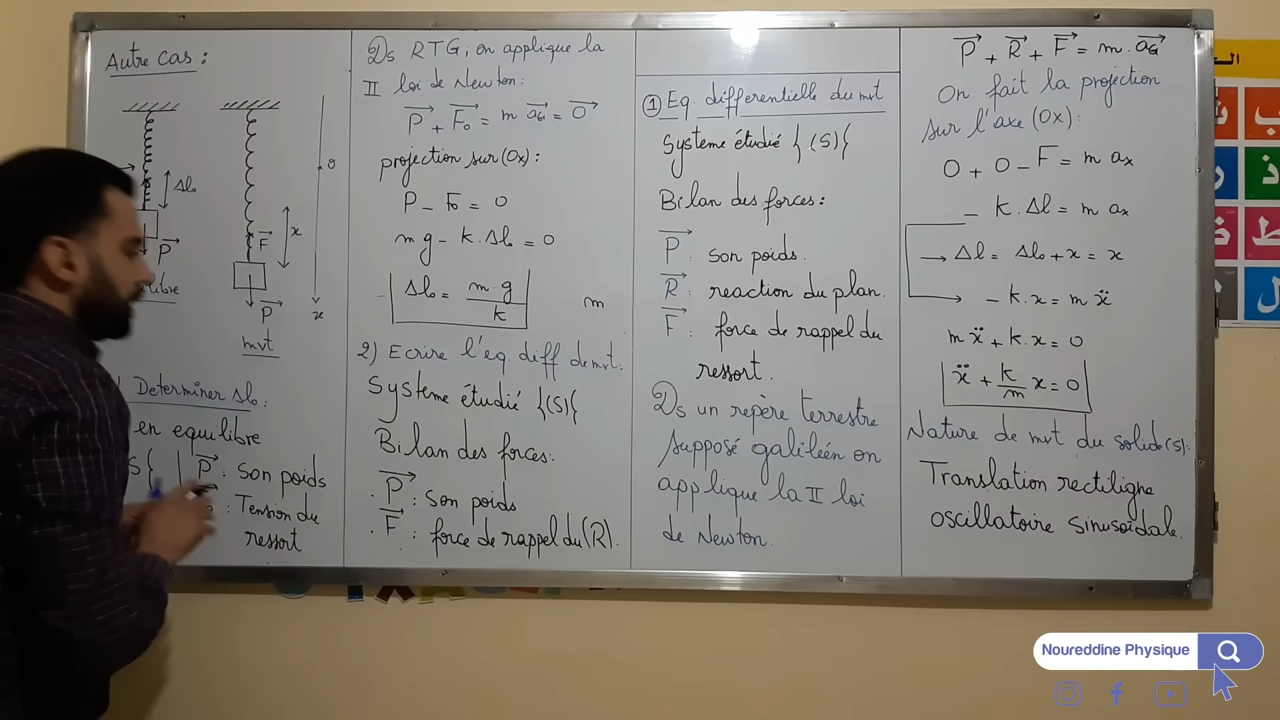 Autre cas :
O
Δl₀
x
F
P
P
x
mvt
Determiner Δl₀ :
en equilibre
S{ | P : Son poids
: Tension du
ressort
Ds RTG, on applique la
II loi de Newton :
P + F₀ = m aG = 0
projection sur (Ox) :
P - F₀ = 0
mg - k.Δl₀ = 0
Δl₀ = m.g / k    m
2) Ecrire l'eq. diff demvt :
Systeme étudié {(S){
Bilan des forces :
. P : Son poids
. F : force de rappel du (R).
① Eq. differentielle du mvt
Systeme étudié {(S){
Bilan des forces :
P : son poids.
R : reaction du plan.
F : force de rappel du
ressort.
Ds un repère terrestre
supposé galiléen on
applique la II loi
de Newton.
P + R + F = m. aG
On fait la projection
sur l'axe (Ox) :
0 + 0 - F = m ax
- k. Δl = m ax
→ Δl = Δl₀ + x = x
→ - k.x = m ẍ
mẍ + k.x = 0
ẍ + k/m x = 0
Nature de mvt du solide(s) :
Translation rectiligne
oscillatoire sinusoïdale.
ب
ذ
ر
ظ
ض
ل
Noureddine Physique